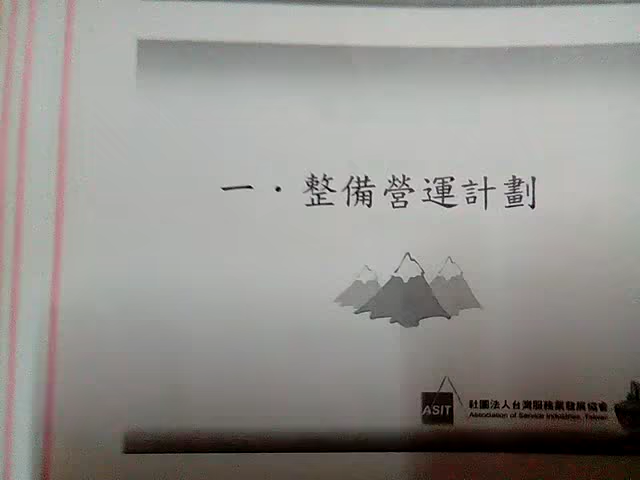 一．整備營運計劃
ASIT
社團法人台灣服務業發展協會
Association of Service Industries, Taiwan